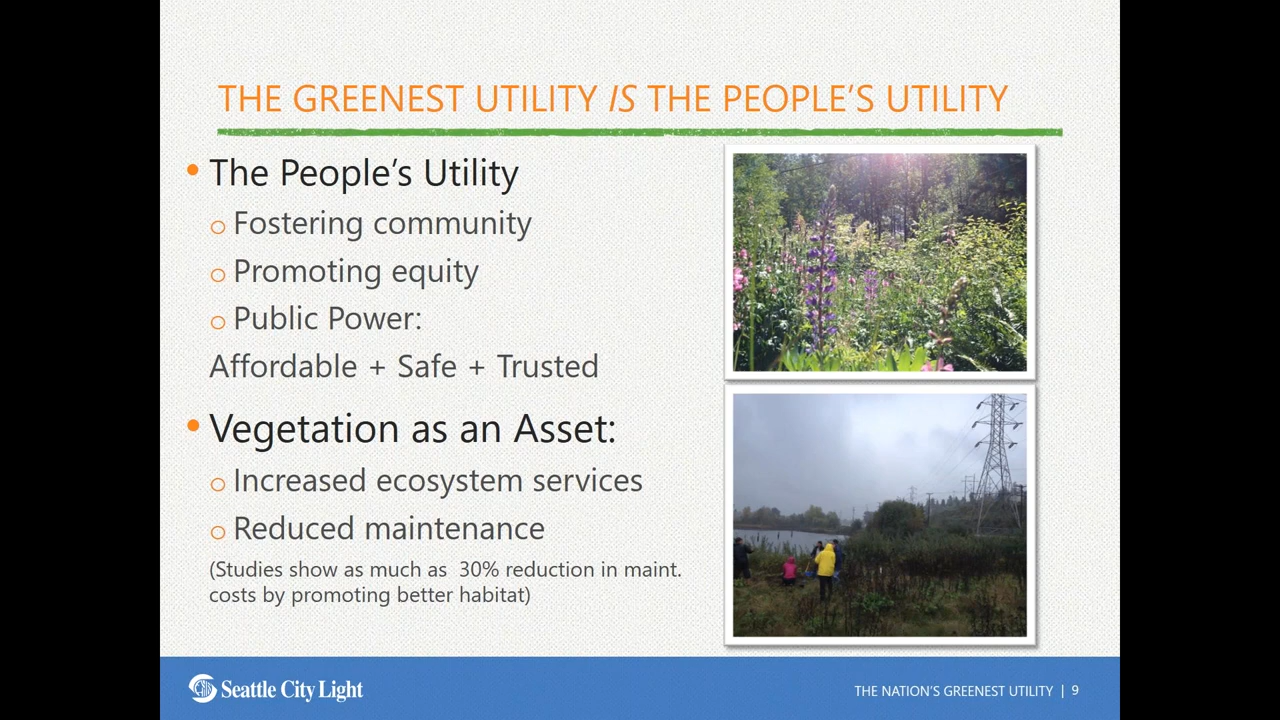 THE GREENEST UTILITY IS THE PEOPLE’S UTILITY
• The People’s Utility
o Fostering community
o Promoting equity
o Public Power:
Affordable + Safe + Trusted
• Vegetation as an Asset:
o Increased ecosystem services
o Reduced maintenance
(Studies show as much as  30% reduction in maint.
costs by promoting better habitat)
Seattle City Light
THE NATION’S GREENEST UTILITY | 9